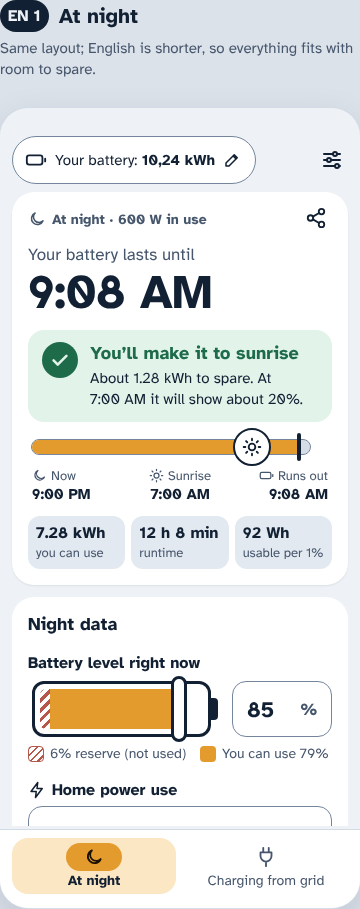 EN 1 At night
Same layout; English is shorter, so everything fits with
room to spare.
Your battery: 10,24 kWh
At night · 600 W in use
Your battery lasts until
9:08 AM
You’ll make it to sunrise
About 1.28 kWh to spare. At
7:00 AM it will show about 20%.
Now Sunrise Runs out
9:00 PM 7:00 AM 9:08 AM
7.28 kWh 12 h 8 min 92 Wh
you can use runtime usable per 1%
Night data
Battery level right now
85 %
6% reserve (not used) You can use 79%
Home power use
At night Charging from grid